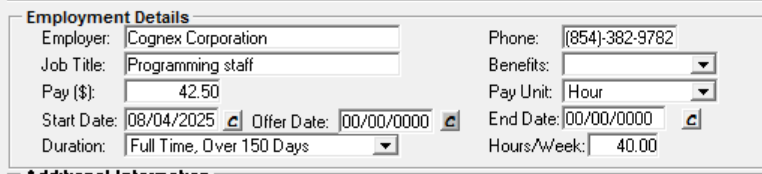 Employment Details
Employer: Cognex Corporation Phone: (854)-382-9782
Job Title: Programming staff Benefits:
Pay ($): 42.50 Pay Unit: Hour
Start Date: 08/04/2025 c Offer Date: 00/00/0000 c End Date: 00/00/0000 c
Duration: Full Time, Over 150 Days Hours/Week: 40.00
Additional Information